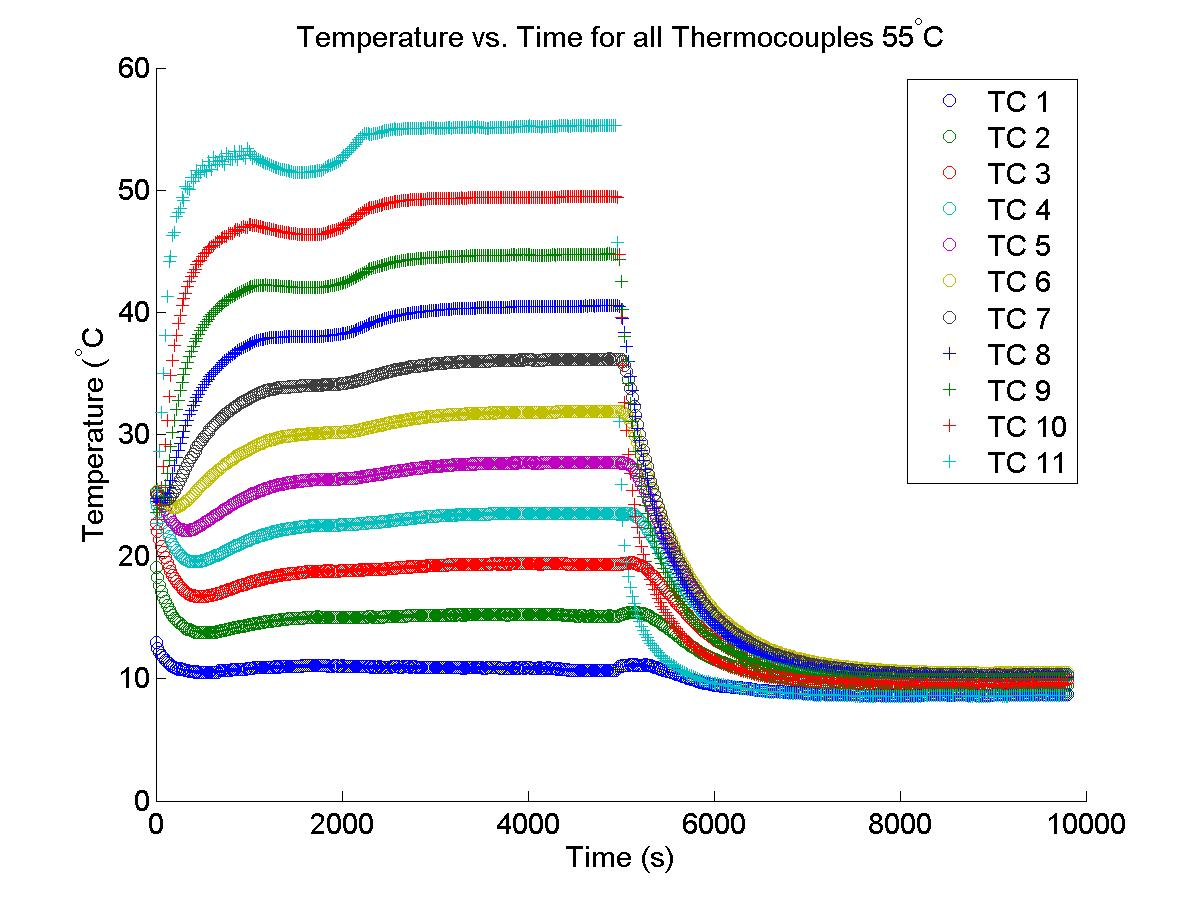 Temperature vs. Time for all Thermocouples 55°C
60
50
40
30
20
10
0
Temperature (°C
0
2000
4000
6000
8000
10000
Time (s)
TC 1
TC 2
TC 3
TC 4
TC 5
TC 6
TC 7
TC 8
TC 9
TC 10
TC 11